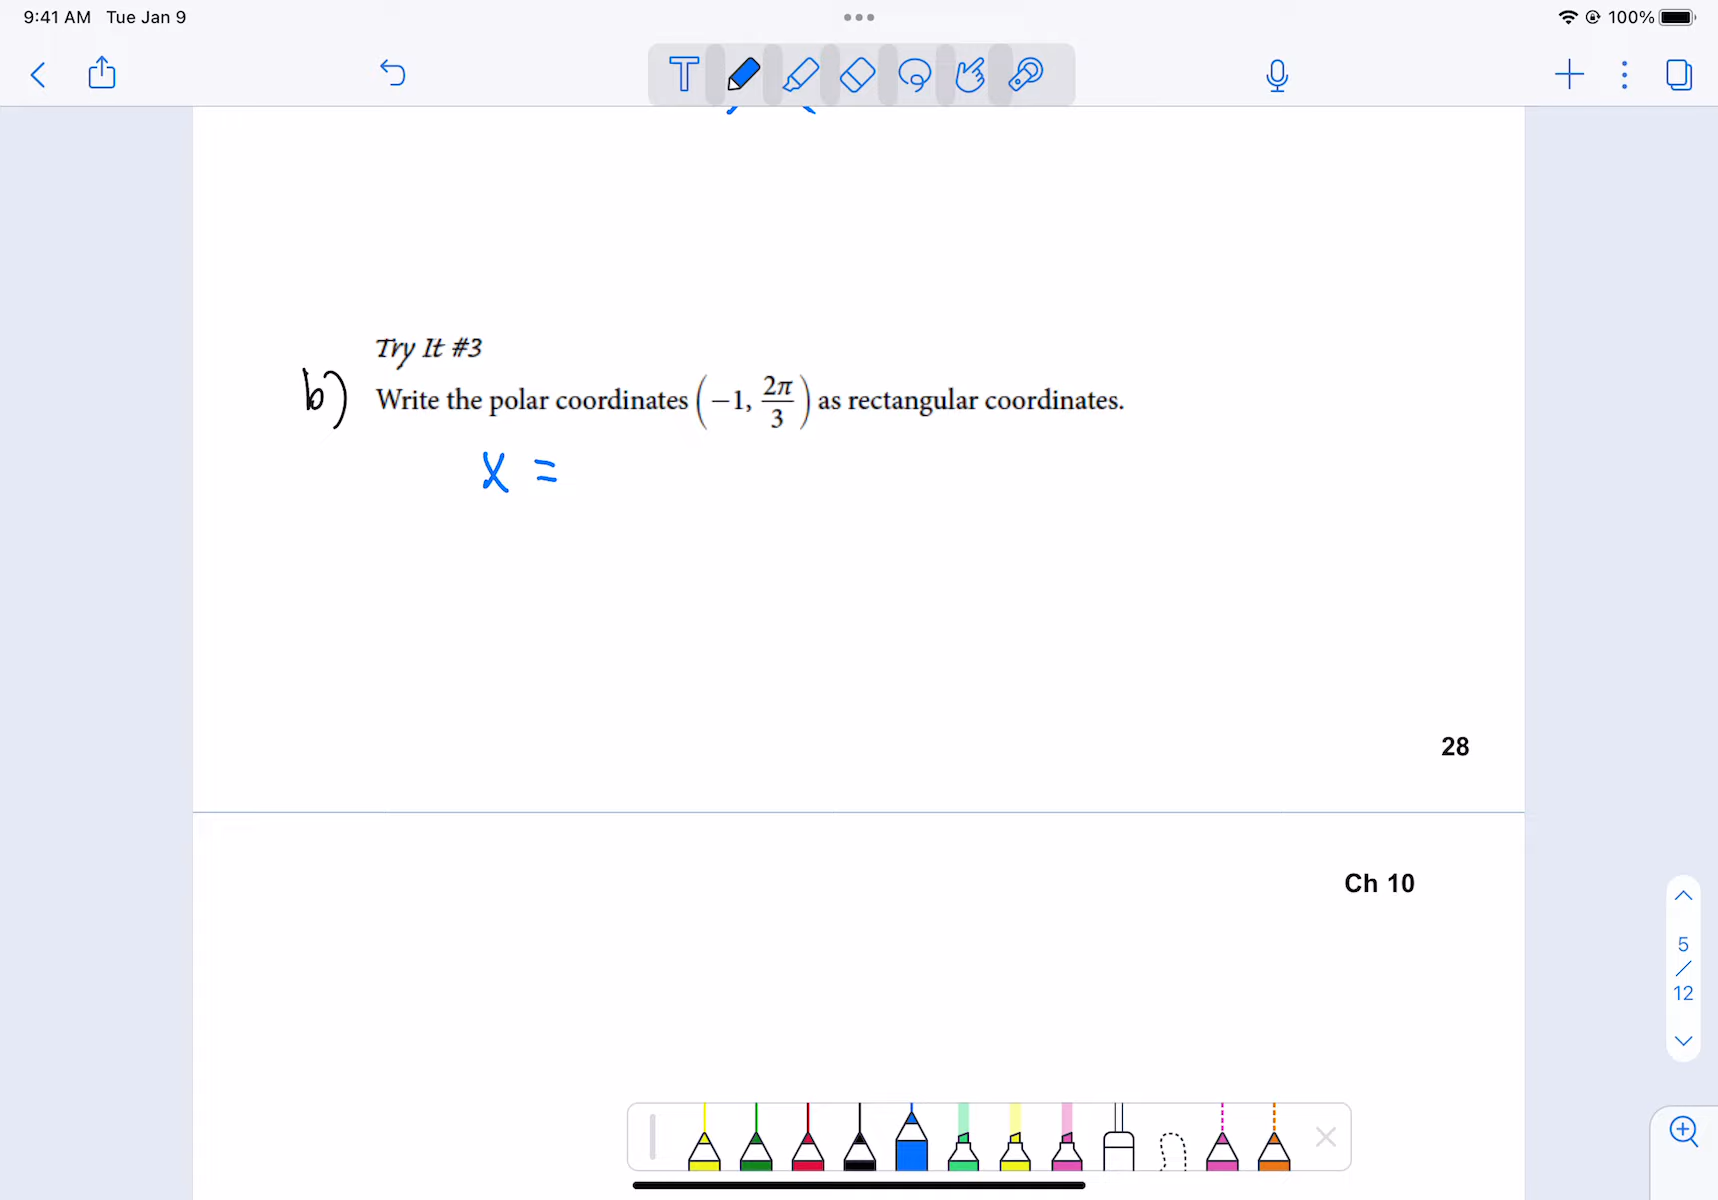 9:41 AM Tue Jan 9
100%
Try It #3
b) Write the polar coordinates (−1, 2π/3) as rectangular coordinates.
x =
28
Ch 10
5
/
12